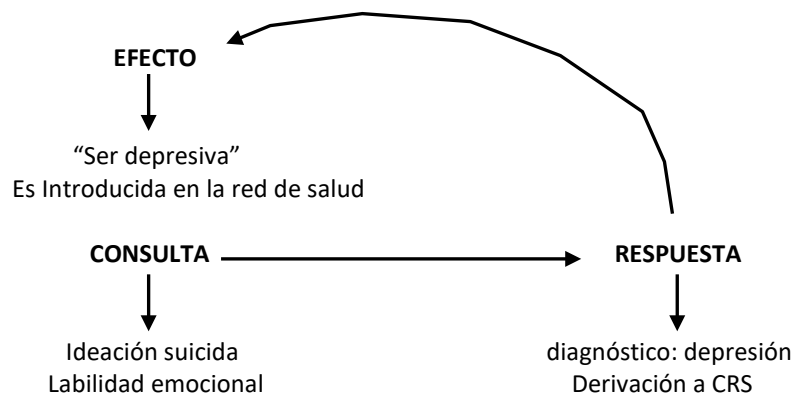 EFECTO
“Ser depresiva”
Es Introducida en la red de salud
CONSULTA
RESPUESTA
Ideación suicida
Labilidad emocional
diagnóstico: depresión
Derivación a CRS